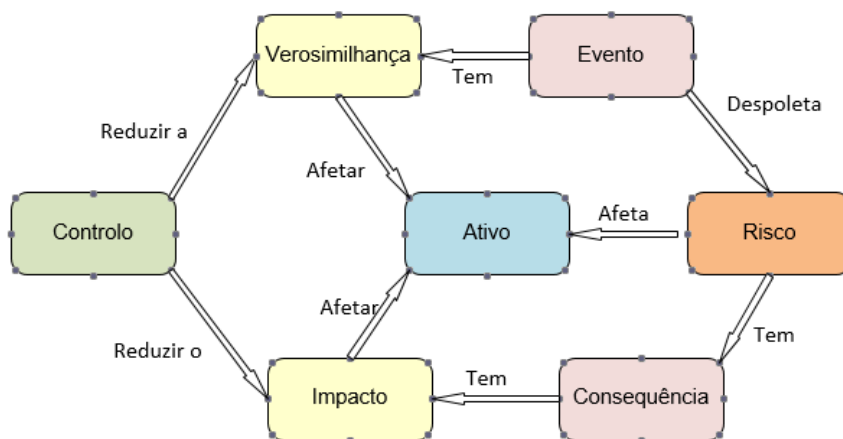 Verosimilhança
Tem
Evento
Despoleta
Reduzir a
Afetar
Controlo
Ativo
Afeta
Risco
Afetar
Reduzir o
Tem
Tem
Impacto
Consequência